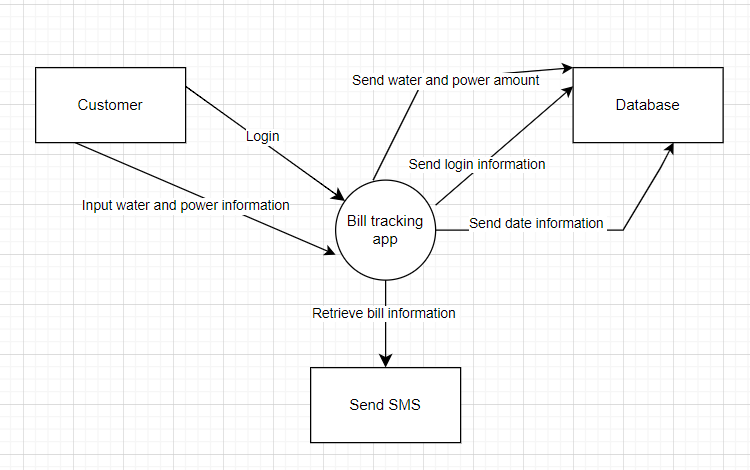 Send water and power amount
Customer
Database
Login
Send login information
Input water and power information
Bill tracking
app
Send date information
Retrieve bill information
Send SMS